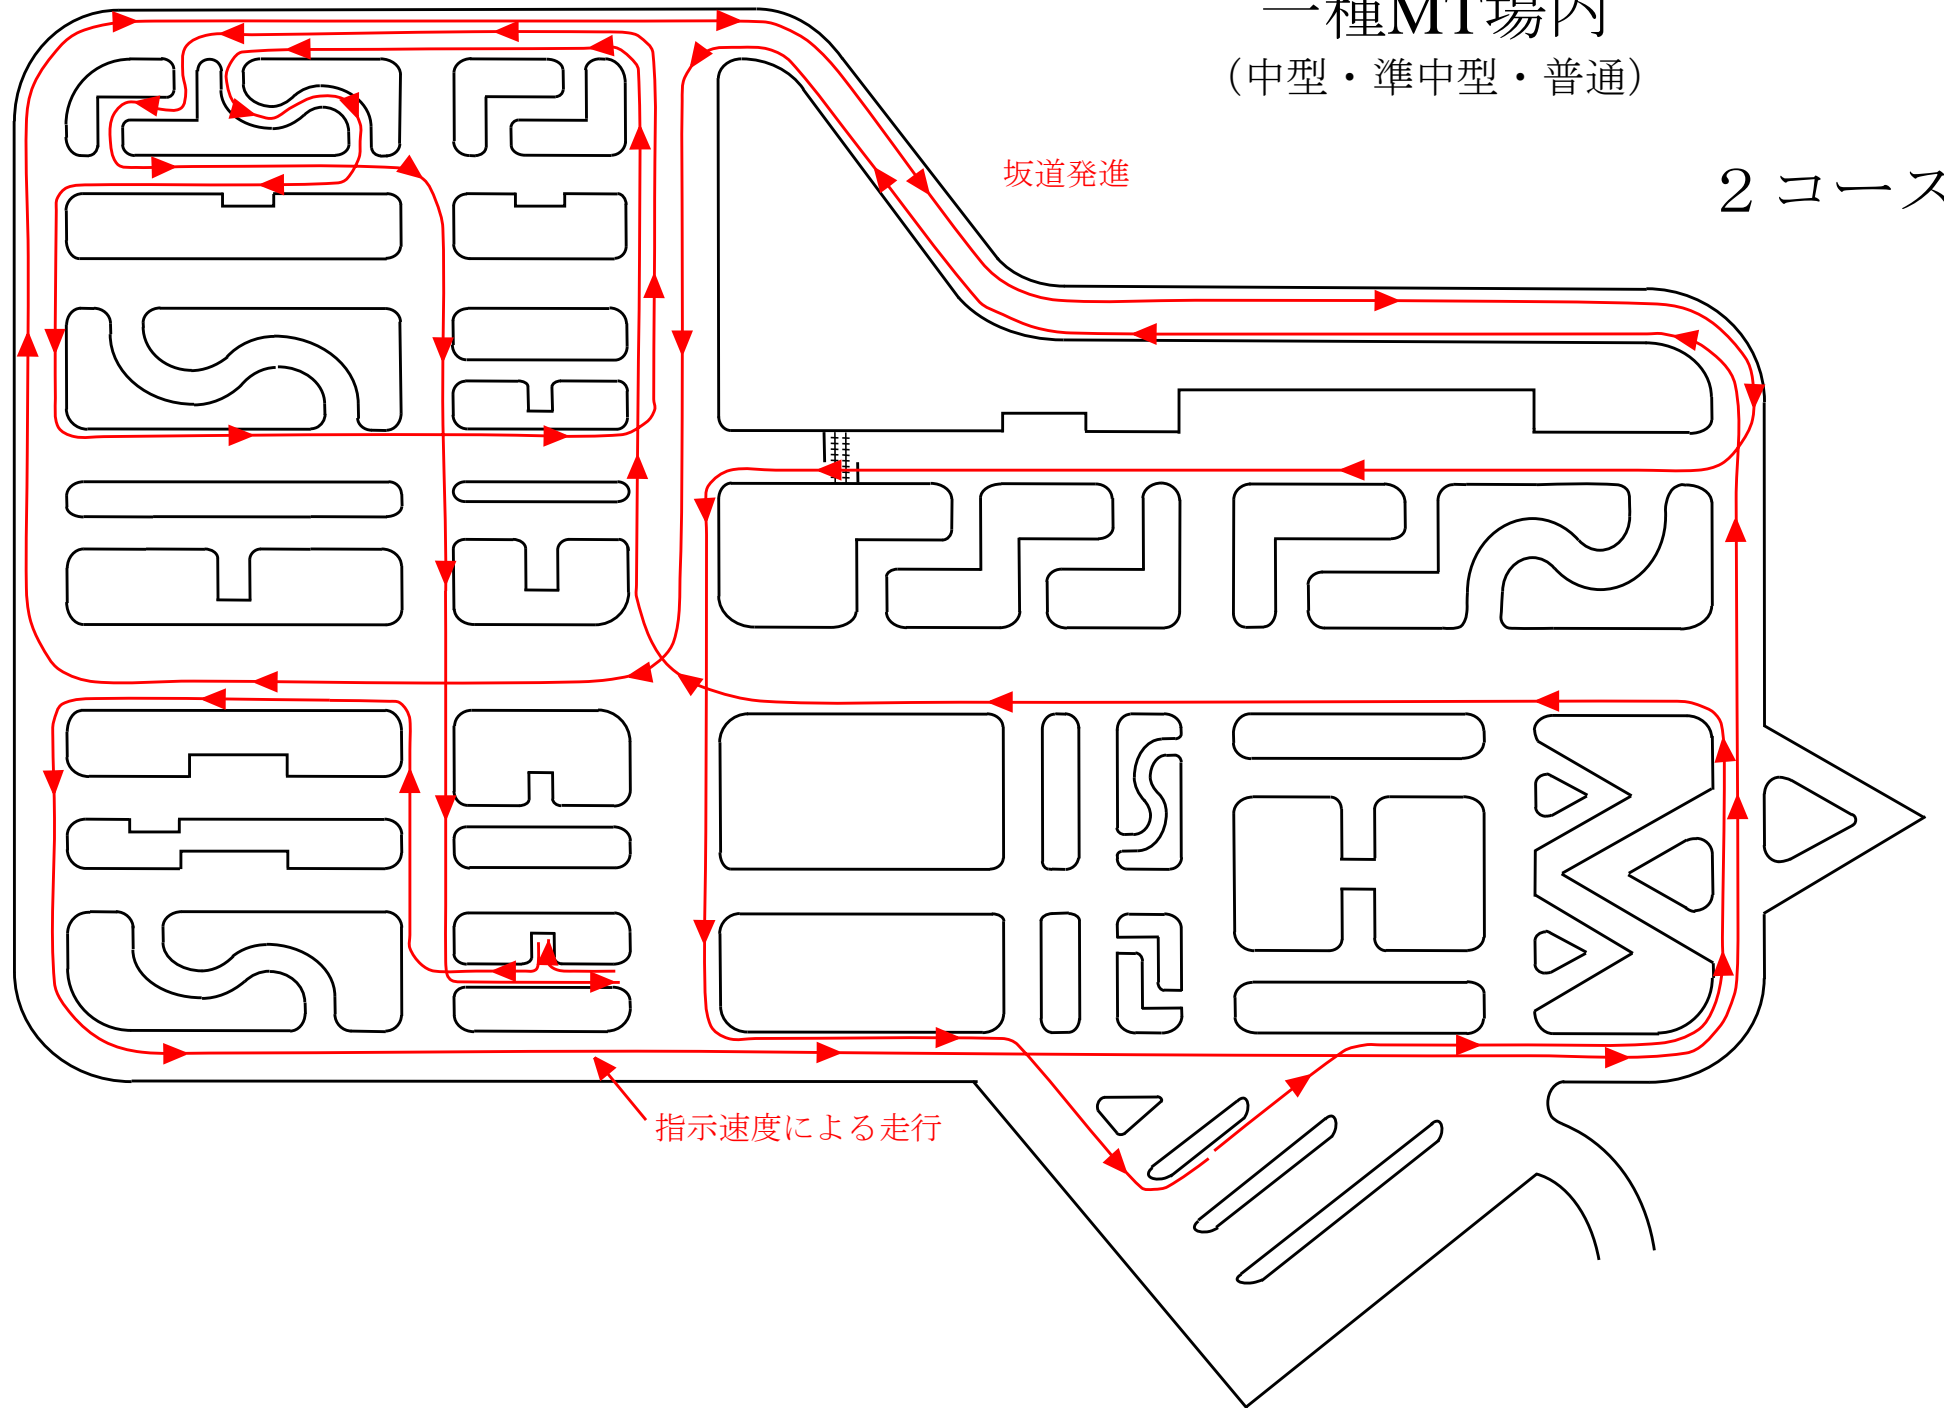 一種MT場内
（中型・準中型・普通）
坂道発進
２コース
指示速度による走行